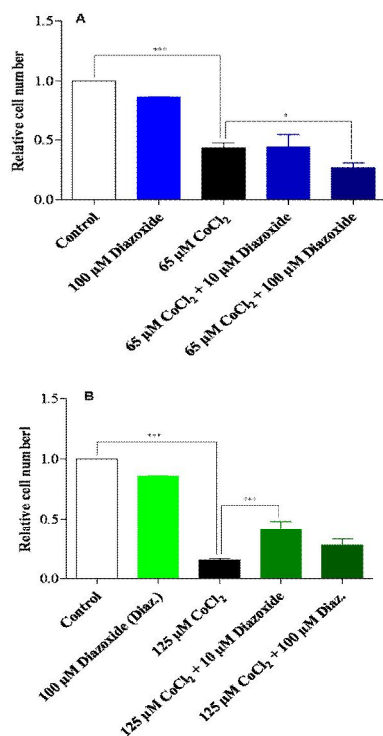 A
Relative cell number
1.5
1.0
0.5
0.0
***
*
Control
100 µM Diazoxide
65 µM CoCl₂
65 µM CoCl₂ + 10 µM Diazoxide
65 µM CoCl₂ + 100 µM Diazoxide
B
Relative cell numberl
1.5
1.0
0.5
0.0
***
***
Control
100 µM Diazoxide (Diaz.)
125 µM CoCl₂
125 µM CoCl₂ + 10 µM Diazoxide
125 µM CoCl₂ + 100 µM Diaz.